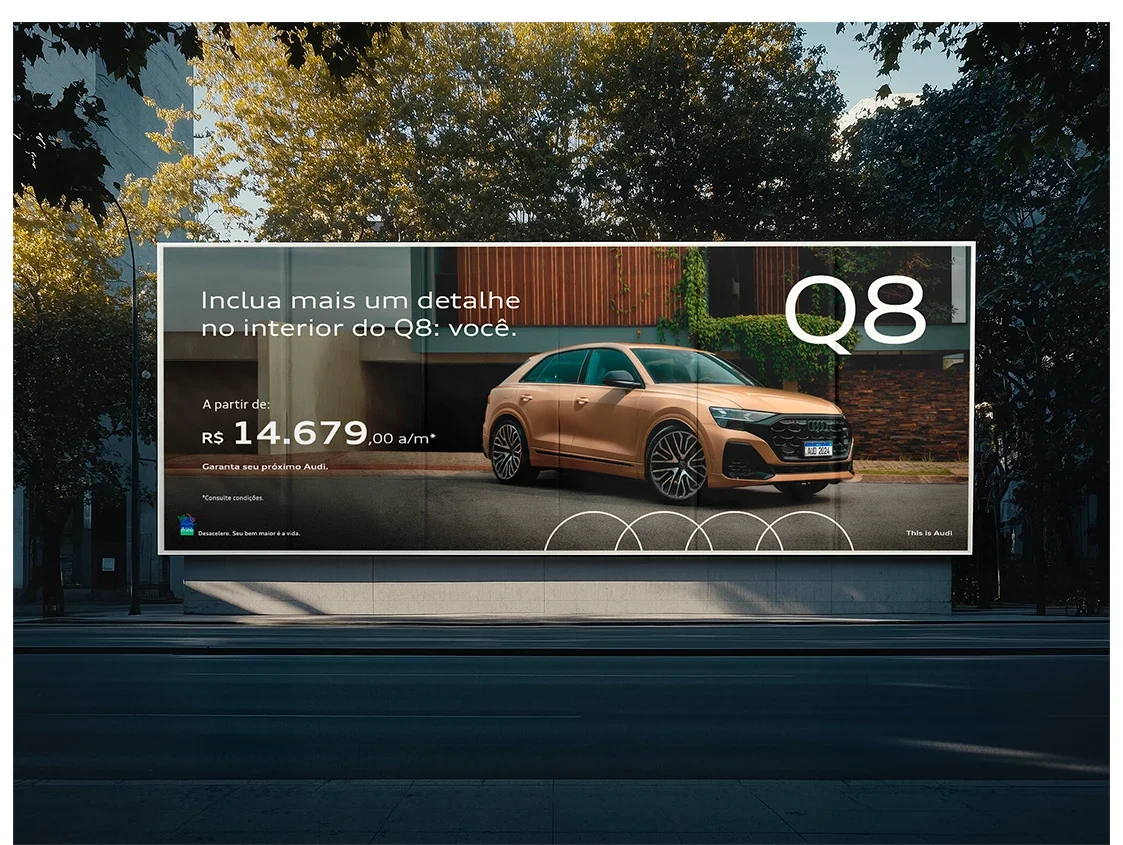 Inclua mais um detalhe
no interior do Q8: você.
Q8
A partir de:
R$ 14.679,00 a/m*
Garanta seu próximo Audi.
*Consulte condições.
Desacelere. Seu bem maior é a vida.
This is Audi
AUD 2024